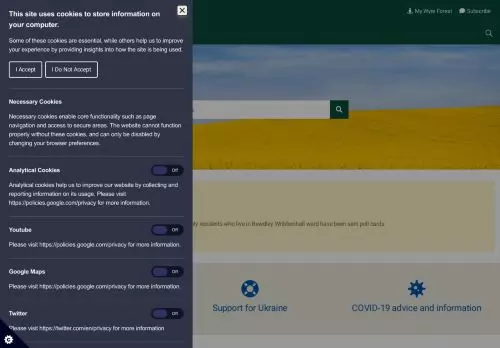 This site uses cookies to store information on
your computer.
My Wyre Forest
Subscribe
Some of these cookies are essential, while others help us to improve
your experience by providing insights into how the site is being used.
I Accept
I Do Not Accept
Necessary Cookies
Necessary cookies enable core functionality such as page
navigation and access to secure areas. The website cannot function
properly without these cookies, and can only be disabled by
changing your browser preferences.
Analytical Cookies
Off
Analytical cookies help us to improve our website by collecting and
reporting information on its usage. Please visit
https://policies.google.com/privacy for more information.
residents who live in Bewdley Wribbenhall ward have been sent poll cards
Youtube
Off
Please visit https://policies.google.com/privacy for more information.
Google Maps
Off
Please visit https://policies.google.com/privacy for more information.
Support for Ukraine
COVID-19 advice and information
Twitter
Off
Please visit https://twitter.com/en/privacy for more information